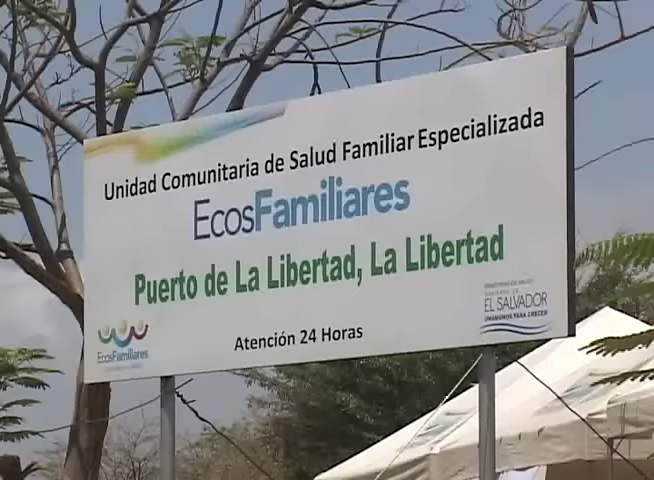 Unidad Comunitaria de Salud Familiar Especializada
EcosFamiliares
Puerto de La Libertad, La Libertad
Atención 24 Horas
EcosFamiliares
EL SALVADOR
UNÁMONOS PARA CRECER